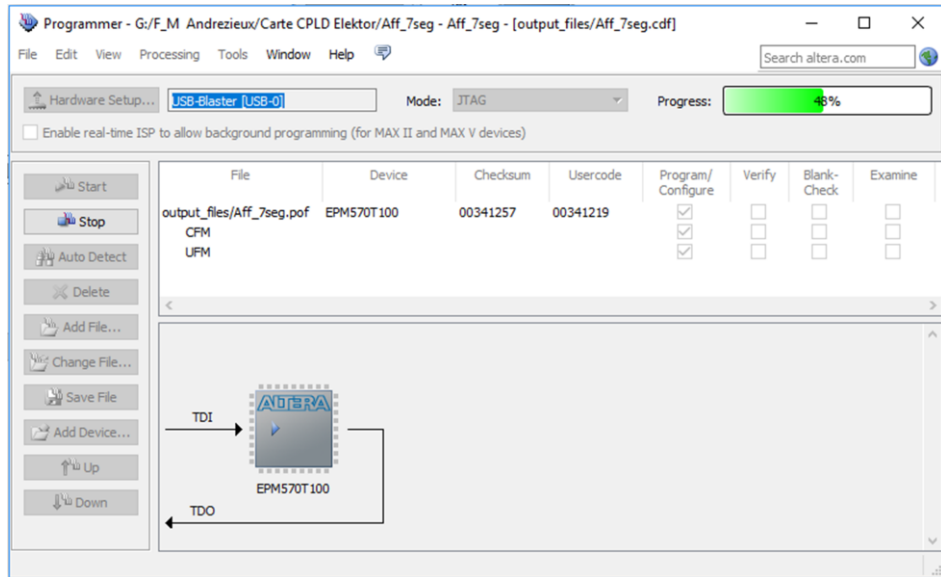 Programmer - G:/F_M Andrezieux/Carte CPLD Elektor/Aff_7seg - Aff_7seg - [output_files/Aff_7seg.cdf]
File Edit View Processing Tools Window Help
Search altera.com
Hardware Setup... USB-Blaster [USB-0] Mode: JTAG Progress: 48%
Enable real-time ISP to allow background programming (for MAX II and MAX V devices)
Start
Stop
Auto Detect
Delete
Add File...
Change File...
Save File
Add Device...
Up
Down
File Device Checksum Usercode Program/ Verify Blank- Examine
Configure Check
output_files/Aff_7seg.pof EPM570T100 00341257 00341219
CFM
UFM
TDI
ALTERA
EPM570T100
TDO